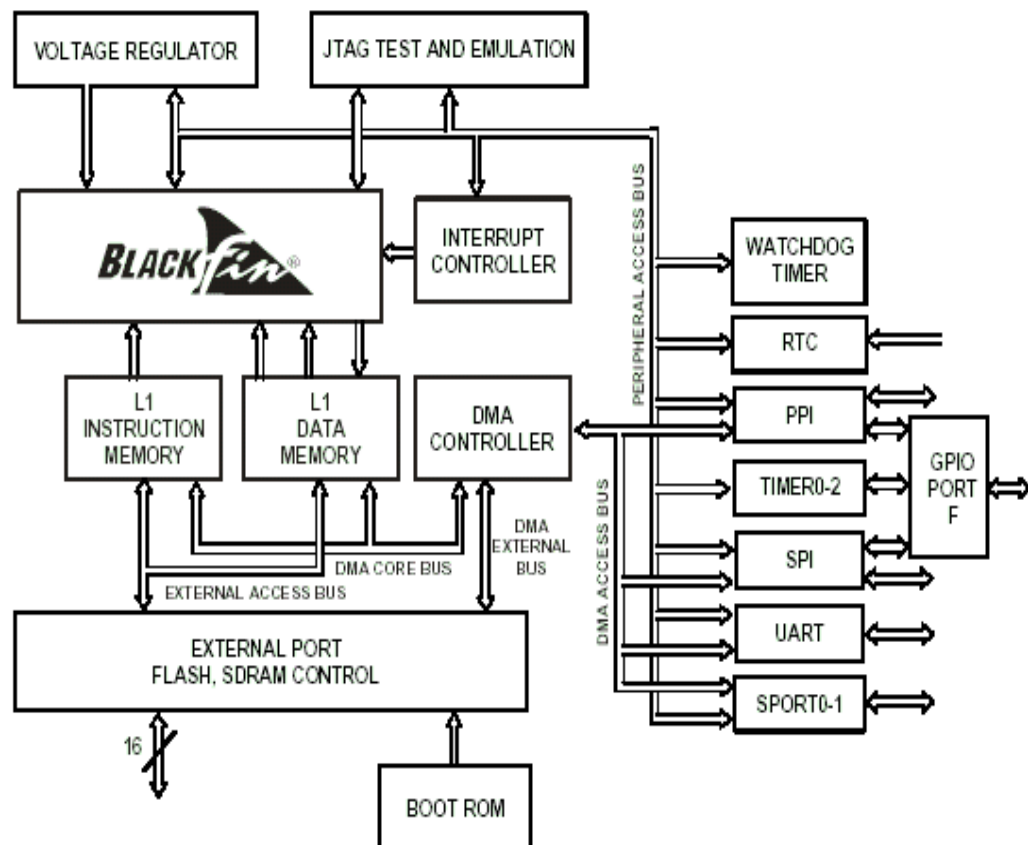 VOLTAGE REGULATOR
JTAG TEST AND EMULATION
BLACKfin®
INTERRUPT
CONTROLLER
PERIPHERAL ACCESS BUS
WATCHDOG
TIMER
RTC
L1
INSTRUCTION
MEMORY
L1
DATA
MEMORY
DMA
CONTROLLER
PPI
GPIO
PORT
F
TIMER0-2
DMA
EXTERNAL
BUS
DMA CORE BUS
EXTERNAL ACCESS BUS
DMA ACCESS BUS
SPI
EXTERNAL PORT
FLASH, SDRAM CONTROL
UART
SPORT0-1
16
BOOT ROM